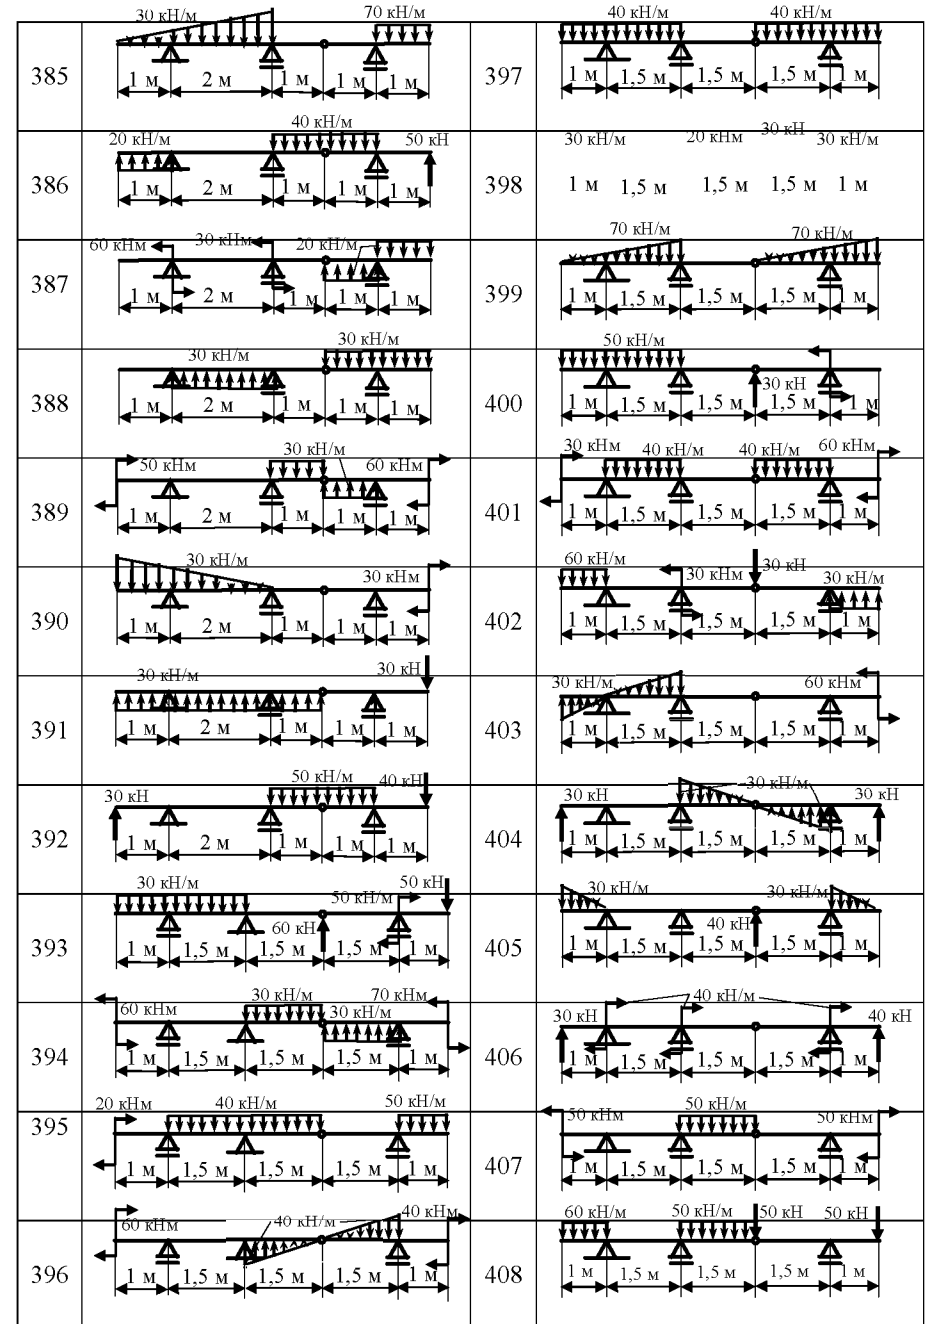 30 кН/м 70 кН/м
385
1 м 2 м 1 м 1 м 1 м
20 кН/м 40 кН/м 50 кН
386
1 м 2 м 1 м 1 м 1 м
60 кНм 30 кНм 20 кН/м
387
1 м 2 м 1 м 1 м 1 м
30 кН/м 30 кН/м
388
1 м 2 м 1 м 1 м 1 м
50 кНм 30 кН/м 60 кНм
389
1 м 2 м 1 м 1 м 1 м
30 кН/м 30 кНм
390
1 м 2 м 1 м 1 м 1 м
30 кН/м 30 кН
391
1 м 2 м 1 м 1 м 1 м
30 кН 50 кН/м 40 кН
392
1 м 2 м 1 м 1 м 1 м
30 кН/м 60 кН 50 кН/м 50 кН
393
1 м 1,5 м 1,5 м 1,5 м 1 м
60 кНм 30 кН/м 30 кН/м 70 кНм
394
1 м 1,5 м 1,5 м 1,5 м 1 м
20 кНм 40 кН/м 50 кН/м
395
1 м 1,5 м 1,5 м 1,5 м 1 м
60 кНм 40 кН/м 40 кНм
396
1 м 1,5 м 1,5 м 1,5 м 1 м
40 кН/м 40 кН/м
397
1 м 1,5 м 1,5 м 1,5 м 1 м
30 кН/м 20 кНм 30 кН 30 кН/м
398
1 м 1,5 м 1,5 м 1,5 м 1 м
70 кН/м 70 кН/м
399
1 м 1,5 м 1,5 м 1,5 м 1 м
50 кН/м 30 кН
400
1 м 1,5 м 1,5 м 1,5 м 1 м
30 кНм 40 кН/м 40 кН/м 60 кНм
401
1 м 1,5 м 1,5 м 1,5 м 1 м
60 кН/м 30 кНм 30 кН 30 кН/м
402
1 м 1,5 м 1,5 м 1,5 м 1 м
30 кН/м 60 кНм
403
1 м 1,5 м 1,5 м 1,5 м 1 м
30 кН 30 кН/м 30 кН
404
1 м 1,5 м 1,5 м 1,5 м 1 м
30 кН/м 40 кН 30 кН/м
405
1 м 1,5 м 1,5 м 1,5 м 1 м
30 кН 40 кН/м 40 кН
406
1 м 1,5 м 1,5 м 1,5 м 1 м
50 кНм 50 кН/м 50 кНм
407
1 м 1,5 м 1,5 м 1,5 м 1 м
60 кН/м 50 кН/м 50 кН 50 кН
408
1 м 1,5 м 1,5 м 1,5 м 1 м